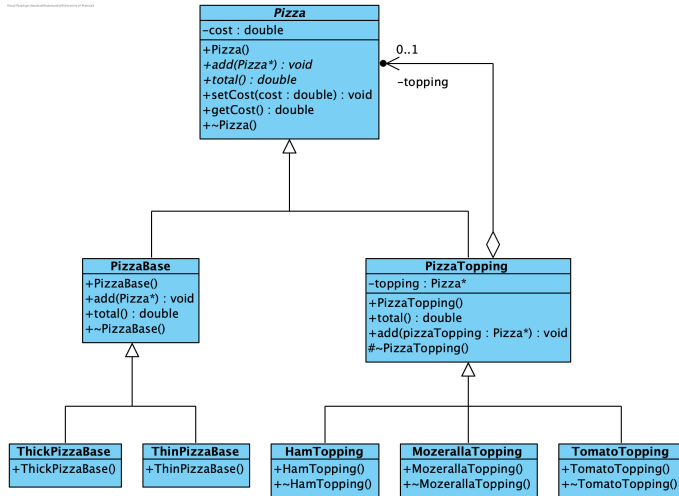 Pizza
-cost : double
+Pizza()
+add(Pizza*) : void
+total() : double
+setCost(cost : double) : void
+getCost() : double
+~Pizza()
0..1
-topping
PizzaBase
+PizzaBase()
+add(Pizza*) : void
+total() : double
+~PizzaBase()
PizzaTopping
-topping : Pizza*
+PizzaTopping()
+total() : double
+add(pizzaTopping : Pizza*) : void
#~PizzaTopping()
ThickPizzaBase
+ThickPizzaBase()
ThinPizzaBase
+ThinPizzaBase()
HamTopping
+HamTopping()
+~HamTopping()
MozerallaTopping
+MozerallaTopping()
+~MozerallaTopping()
TomatoTopping
+TomatoTopping()
+~TomatoTopping()